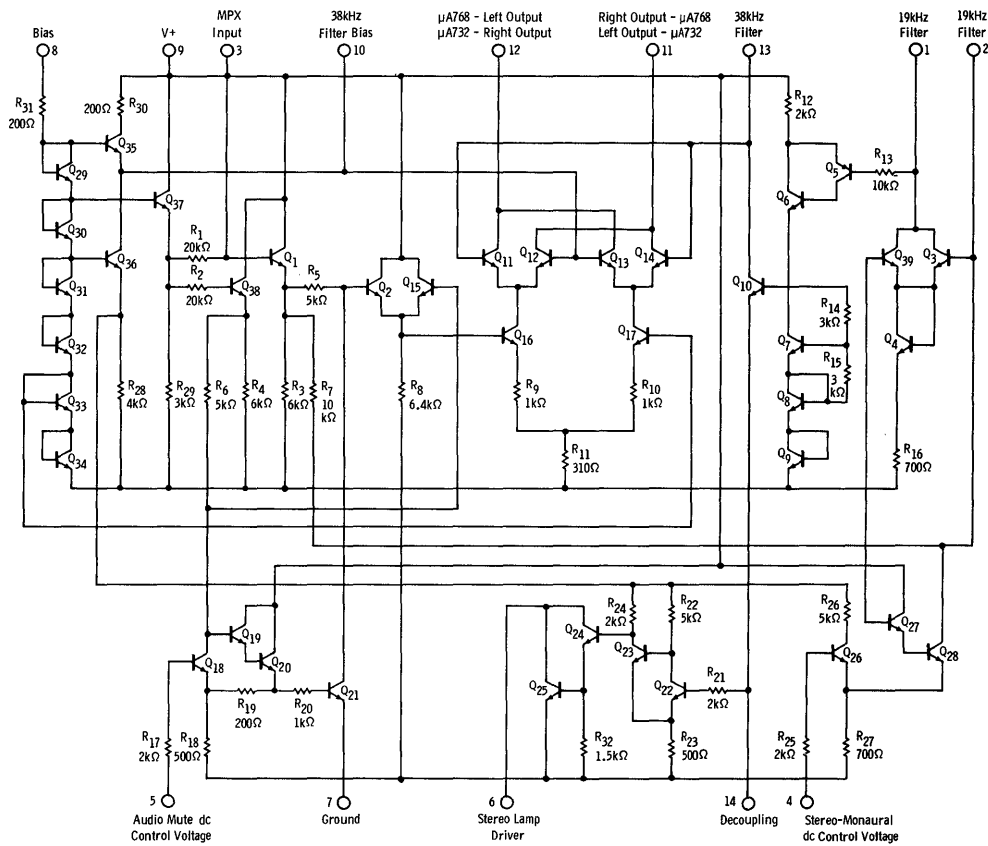 Bias
8
V+
9
MPX
Input
3
38kHz
Filter Bias
10
µA768 - Left Output
µA732 - Right Output
12
Right Output - µA768
Left Output - µA732
11
38kHz
Filter
13
19kHz
Filter
1
19kHz
Filter
2
R31
200Ω
200Ω
R30
R12
2kΩ
Q35
Q29
Q5
R13
10kΩ
Q37
Q6
Q30
R1
20kΩ
Q36
Q1
Q11
Q12
Q13
Q14
Q39
Q3
R2
20kΩ
Q38
R5
5kΩ
Q2
Q15
Q10
Q31
R14
3kΩ
Q32
Q16
Q17
Q7
R15
3
kΩ
Q4
Q33
R28
4kΩ
R29
3kΩ
R6
5kΩ
R4
6kΩ
R3
6kΩ
R7
10
kΩ
R8
6.4kΩ
R9
1kΩ
R10
1kΩ
Q8
Q34
R11
310Ω
Q9
R16
700Ω
R24
2kΩ
R22
5kΩ
R26
5kΩ
Q19
Q24
Q27
Q18
Q20
Q23
Q26
Q28
Q21
Q25
Q22
R21
2kΩ
R19
200Ω
R20
1kΩ
R17
2kΩ
R18
500Ω
R32
1.5kΩ
R23
500Ω
R25
2kΩ
R27
700Ω
5
Audio Mute dc
Control Voltage
7
Ground
6
Stereo Lamp
Driver
14
Decoupling
4
Stereo-Monaural
dc Control Voltage